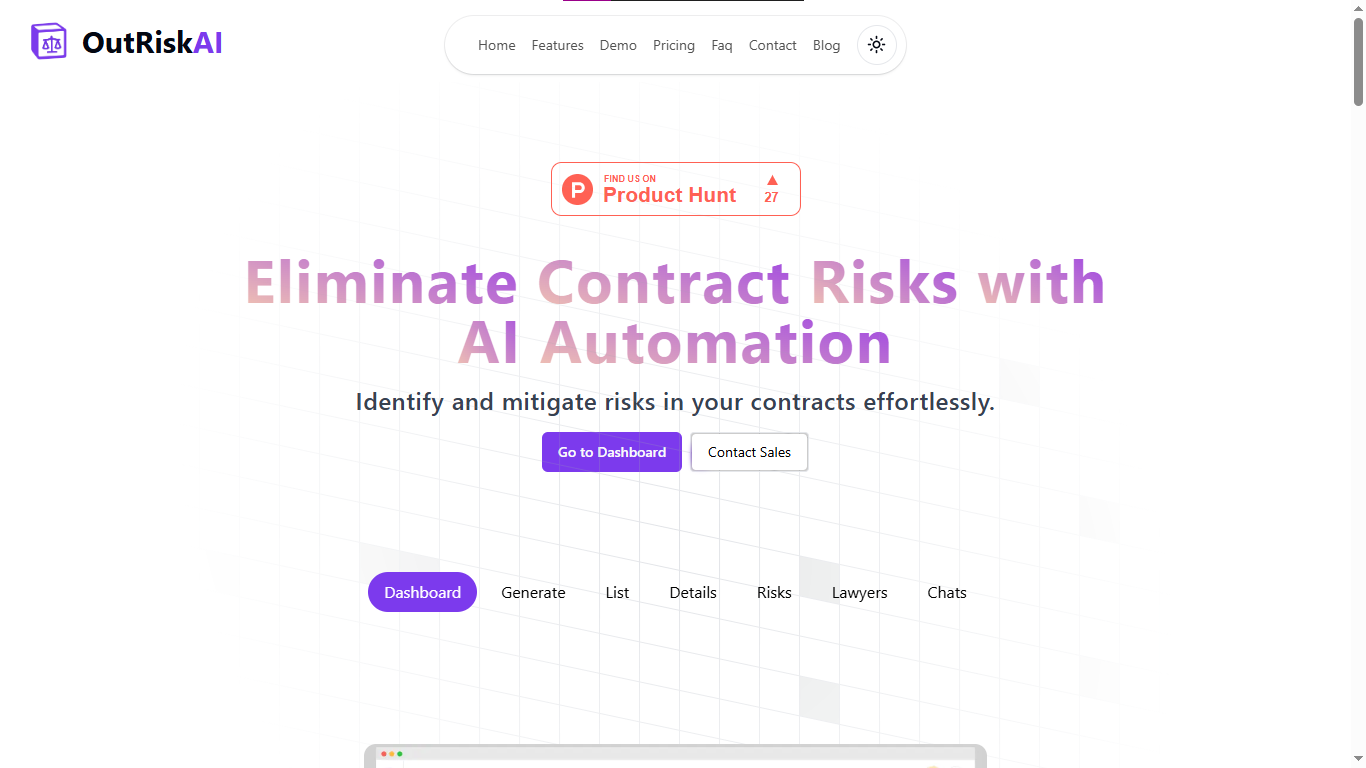 OutRiskAI
Home Features Demo Pricing Faq Contact Blog
FIND US ON
Product Hunt
27
Eliminate Contract Risks with
AI Automation
Identify and mitigate risks in your contracts effortlessly.
Go to Dashboard Contact Sales
Dashboard Generate List Details Risks Lawyers Chats